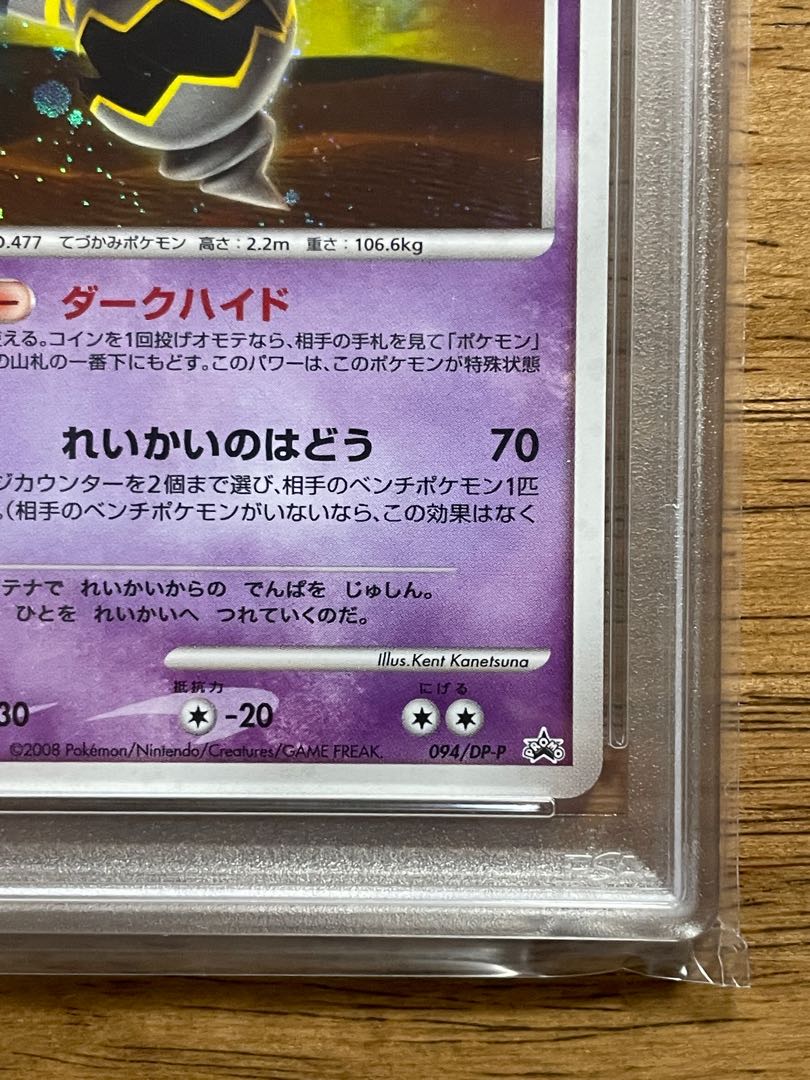 .477 てづかみポケモン 高さ：2.2m 重さ：106.6kg
ー ダークハイド
える。コインを1回投げオモテなら、相手の手札を見て「ポケモン」
の山札の一番下にもどす。このパワーは、このポケモンが特殊状態
れいかいのはどう 70
ジカウンターを2個まで選び、相手のベンチポケモン1匹
。（相手のベンチポケモンがいないなら、この効果はなく
テナで れいかいからの でんぱを じゅしん。
ひとを れいかいへ つれていくのだ。
Illus.Kent Kanetsuna
抵抗力 にげる
30 -20
©2008 Pokémon/Nintendo/Creatures/GAME FREAK. 094/DP-P PROMO
PSA